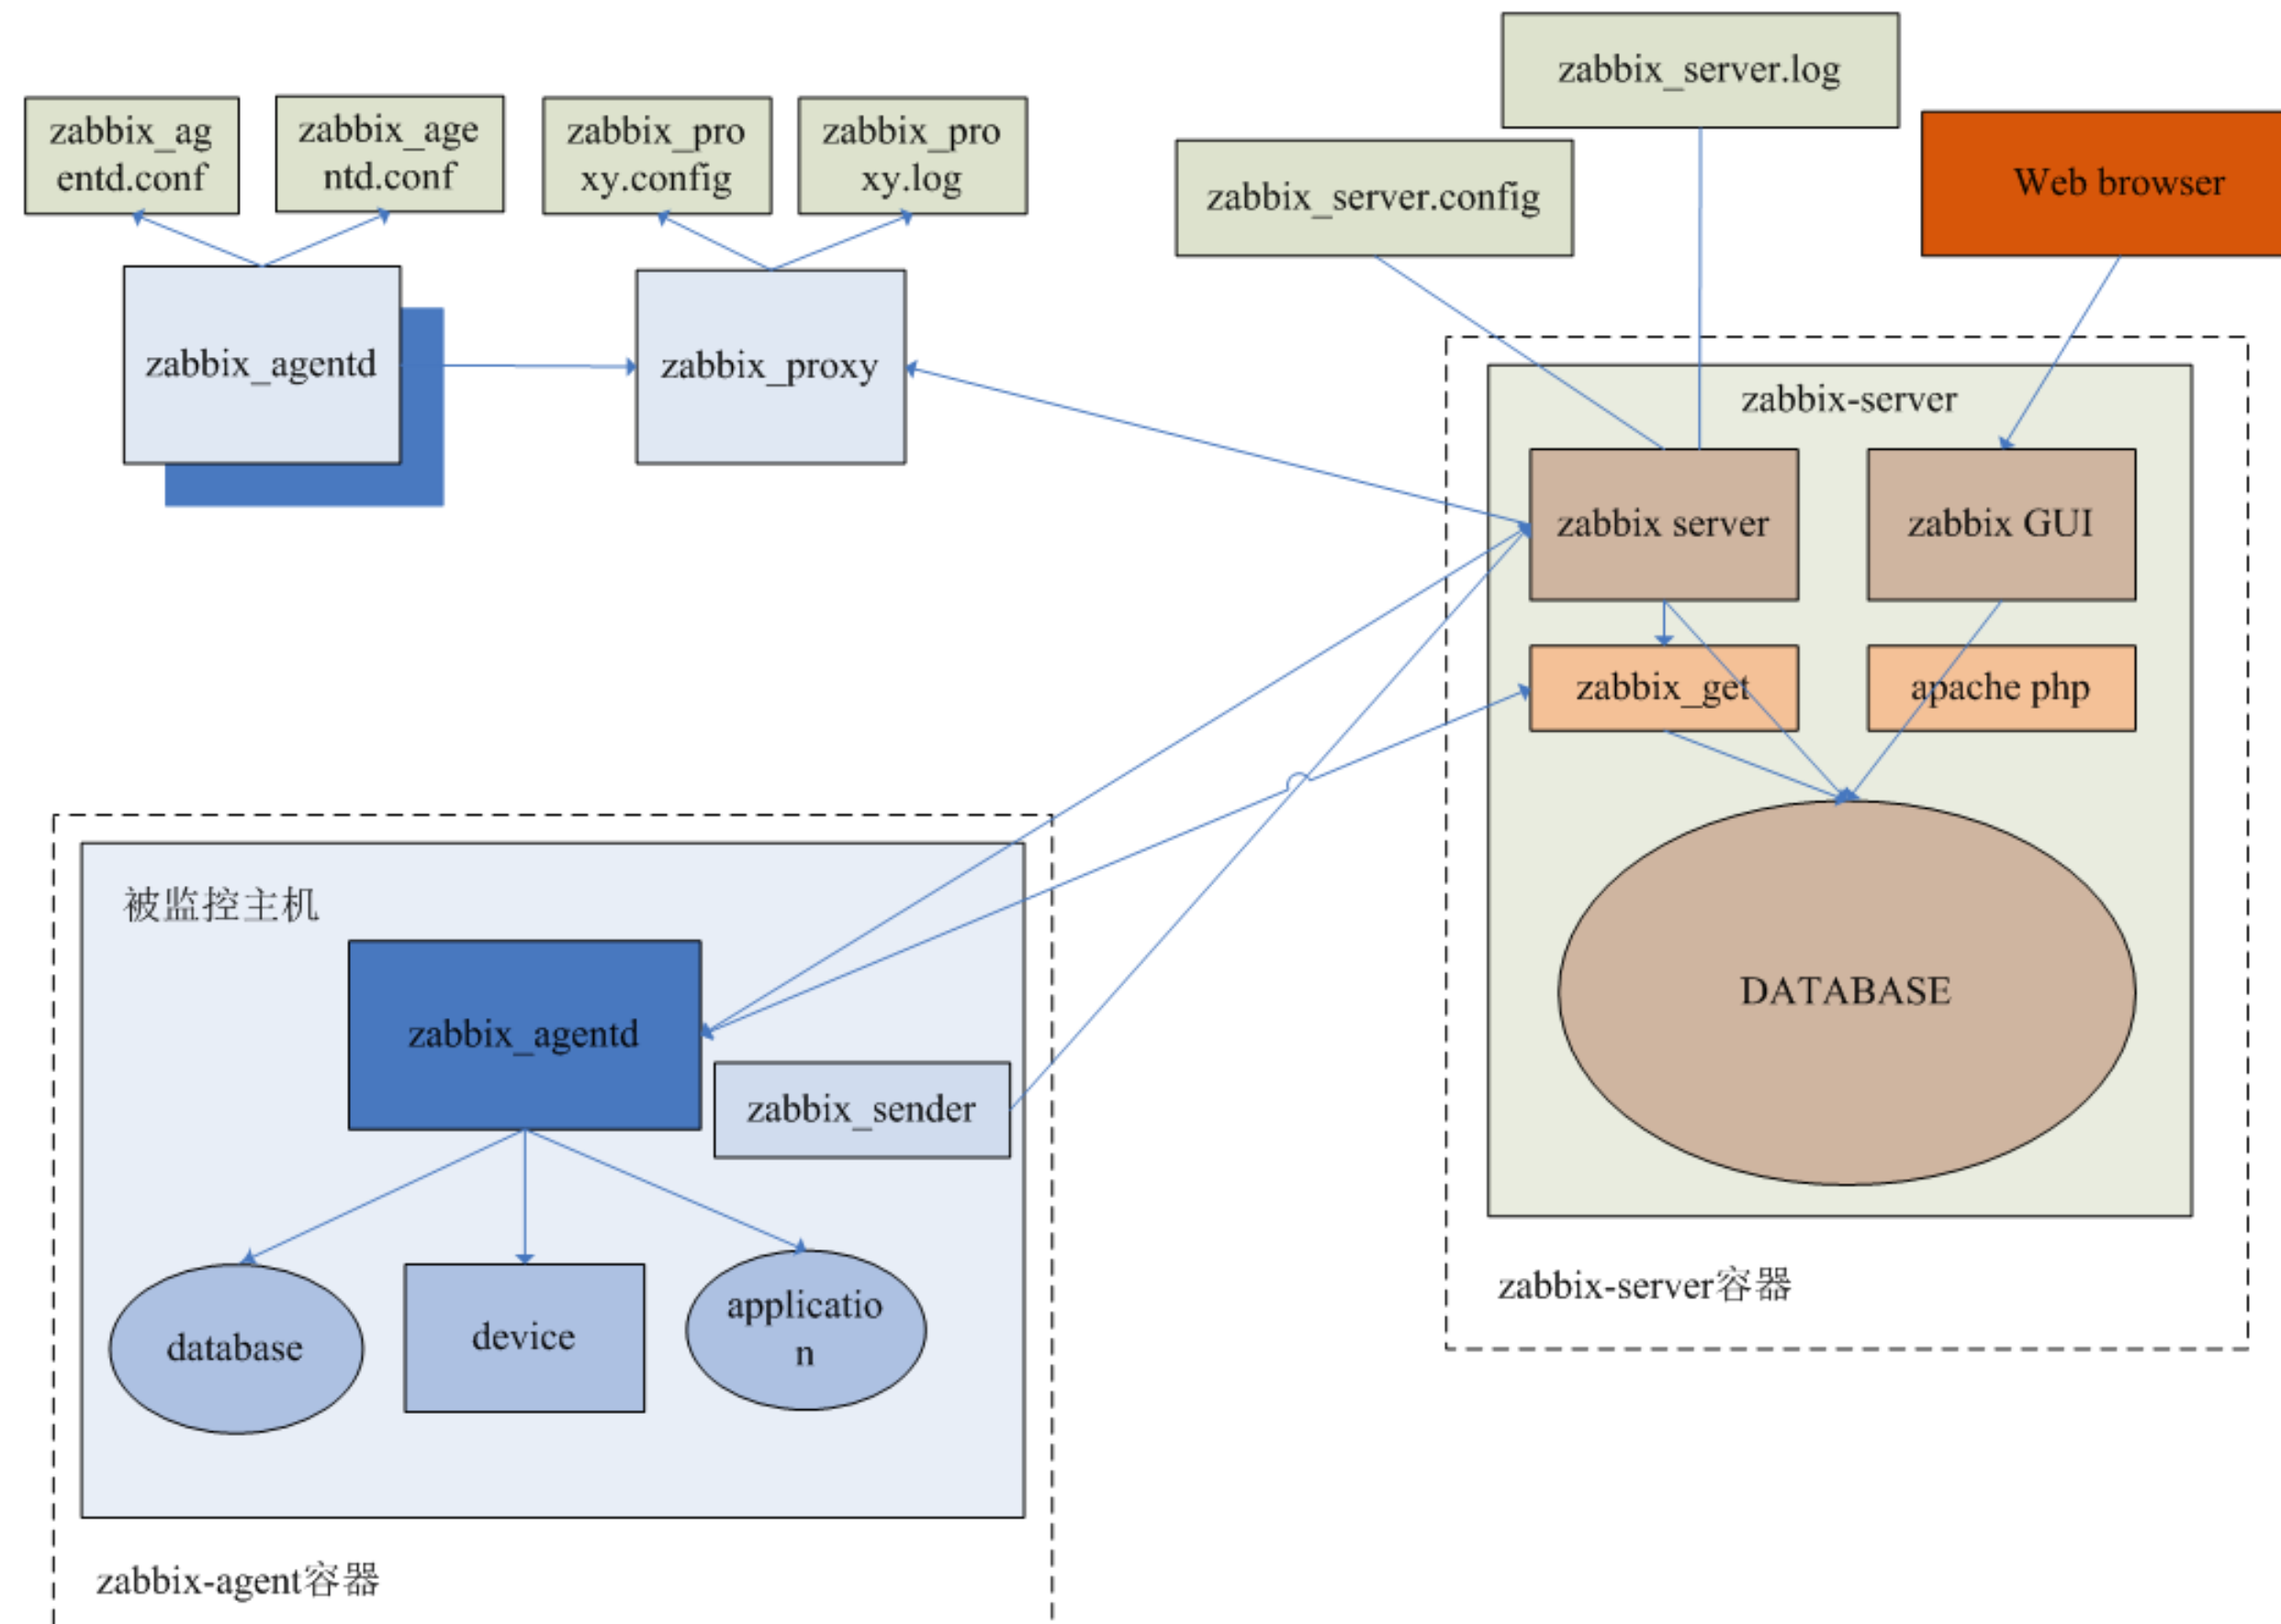 zabbix_server.log
zabbix_ag
entd.conf
zabbix_age
ntd.conf
zabbix_pro
xy.config
zabbix_pro
xy.log
zabbix_server.config
Web browser
zabbix_agentd
zabbix_proxy
zabbix-server
zabbix server
zabbix GUI
zabbix_get
apache php
DATABASE
zabbix-server容器
被监控主机
zabbix_agentd
zabbix_sender
database
device
applicatio
n
zabbix-agent容器